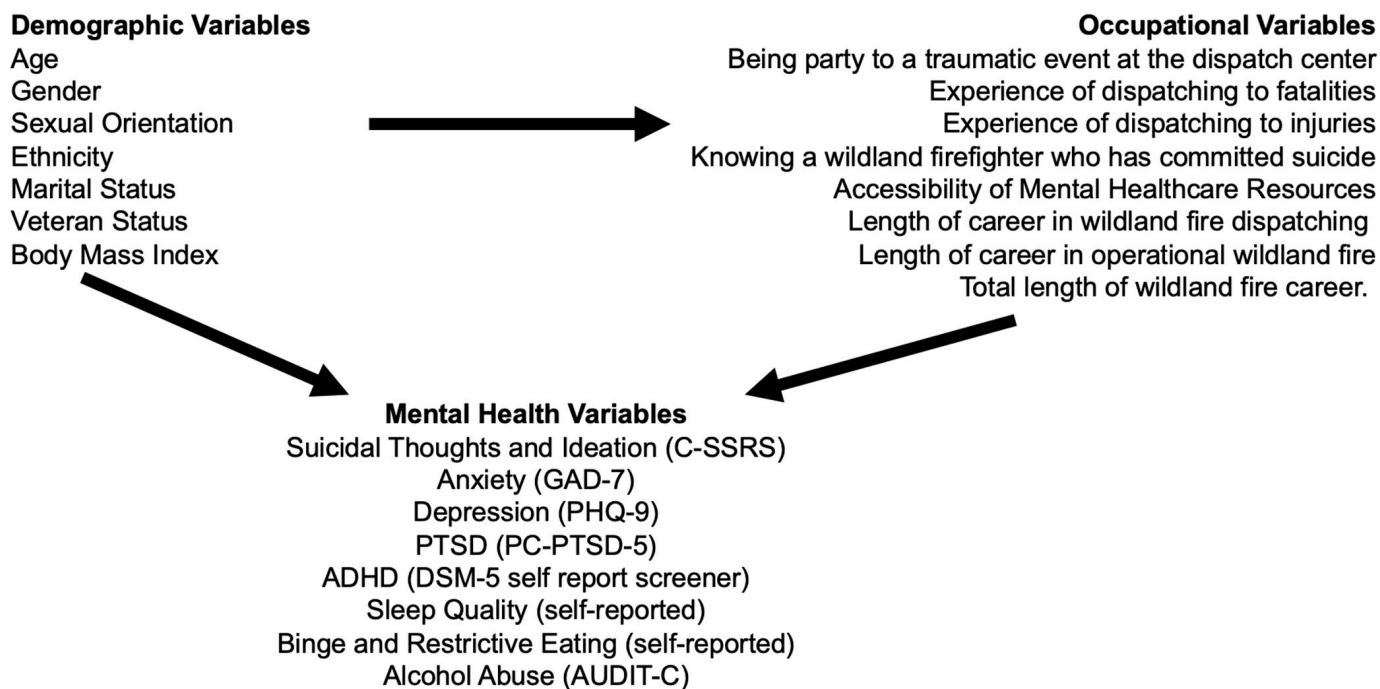 Demographic Variables
Age
Gender
Sexual Orientation
Ethnicity
Marital Status
Veteran Status
Body Mass Index
Occupational Variables
Being party to a traumatic event at the dispatch center
Experience of dispatching to fatalities
Experience of dispatching to injuries
Knowing a wildland firefighter who has committed suicide
Accessibility of Mental Healthcare Resources
Length of career in wildland fire dispatching
Length of career in operational wildland fire
Total length of wildland fire career.
Mental Health Variables
Suicidal Thoughts and Ideation (C-SSRS)
Anxiety (GAD-7)
Depression (PHQ-9)
PTSD (PC-PTSD-5)
ADHD (DSM-5 self report screener)
Sleep Quality (self-reported)
Binge and Restrictive Eating (self-reported)
Alcohol Abuse (AUDIT-C)